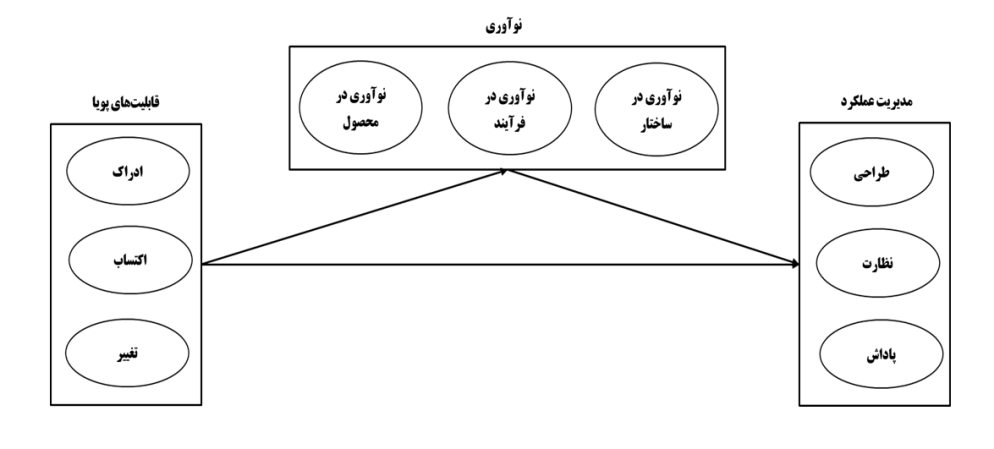 نوآوری
نوآوری در
ساختار
نوآوری در
فرآیند
نوآوری در
محصول
مدیریت عملکرد
طراحی
نظارت
پاداش
قابلیت‌های پویا
ادراک
اکتساب
تغییر